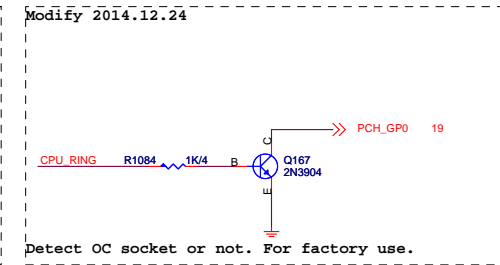 Modify 2014.12.24
PCH_GP0 19
C
CPU_RING R1084 1K/4 B Q167
2N3904
E
Detect OC socket or not. For factory use.